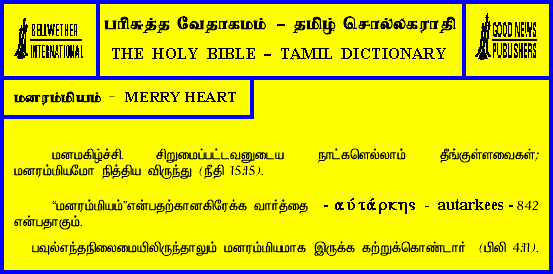 BELLWETHER
INTERNATIONAL
பரிசுத்த வேதாகமம் - தமிழ் சொல்லகராதி
THE HOLY BIBLE - TAMIL DICTIONARY
GOOD NEWS
PUBLISHERS
மனரம்மியம் - MERRY HEART
மனமகிழ்ச்சி. சிறுமைப்பட்டவனுடைய நாட்களெல்லாம் தீங்குள்ளவைகள்;
மனரம்மியமோ நித்திய விருந்து (நீதி 15:15).
"மனரம்மியம்"என்பதற்கானகிரேக்க வார்த்தை - αὐτάρκης - autarkees - 842
என்பதாகும்.
பவுல்எந்தநிலைமையிலிருந்தாலும் மனரம்மியமாக இருக்க கற்றுக்கொண்டார் (பிலி 4:11).